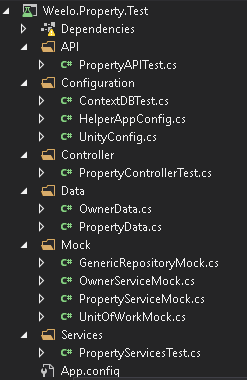 Weelo.Property.Test
Dependencies
API
C# PropertyAPITest.cs
Configuration
C# ContextDBTest.cs
C# HelperAppConfig.cs
C# UnityConfig.cs
Controller
C# PropertyControllerTest.cs
Data
C# OwnerData.cs
C# PropertyData.cs
Mock
C# GenericRepositoryMock.cs
C# OwnerServiceMock.cs
C# PropertyServiceMock.cs
C# UnitOfWorkMock.cs
Services
C# PropertyServicesTest.cs
App.config